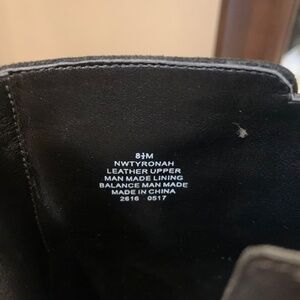 8½M
NWTYRONAH
LEATHER UPPER
MAN MADE LINING
BALANCE MAN MADE
MADE IN CHINA
2616 0517